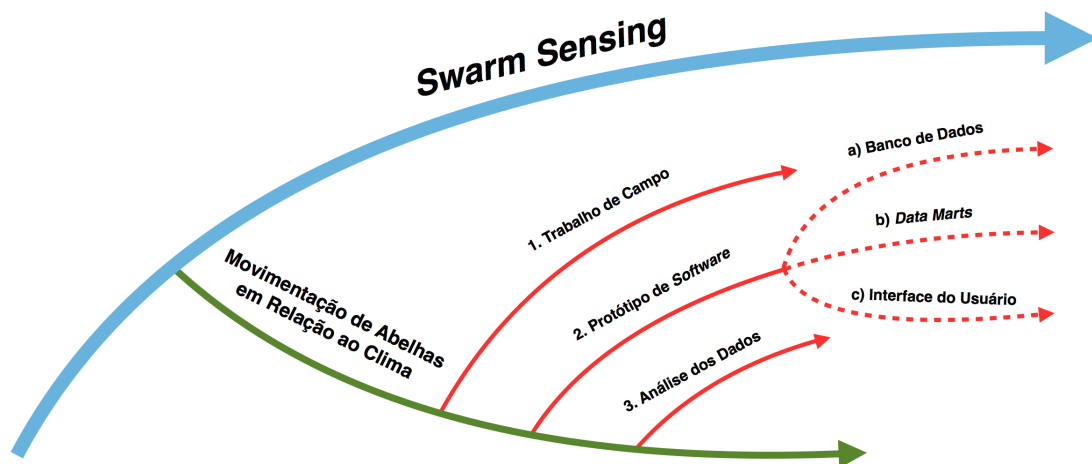 Swarm Sensing
Movimentação de Abelhas
em Relação ao Clima
1. Trabalho de Campo
2. Protótipo de Software
a) Banco de Dados
b) Data Marts
c) Interface do Usuário
3. Análise dos Dados